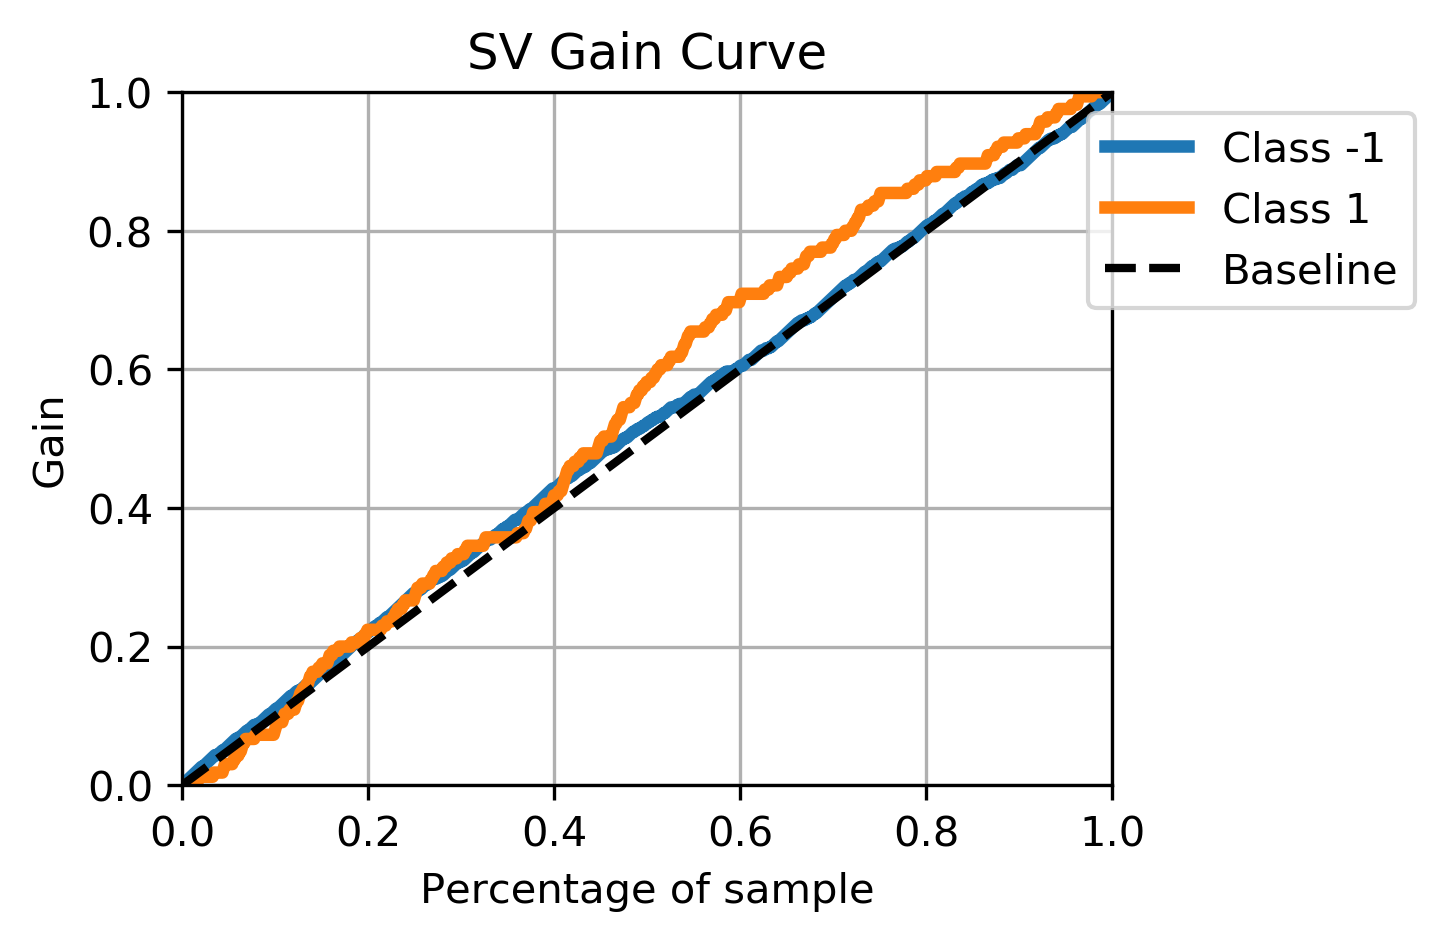 SV Gain Curve
1.0
0.8
0.6
0.4
0.2
0.0
Gain
0.0 0.2 0.4 0.6 0.8 1.0
Percentage of sample
Class -1
Class 1
Baseline